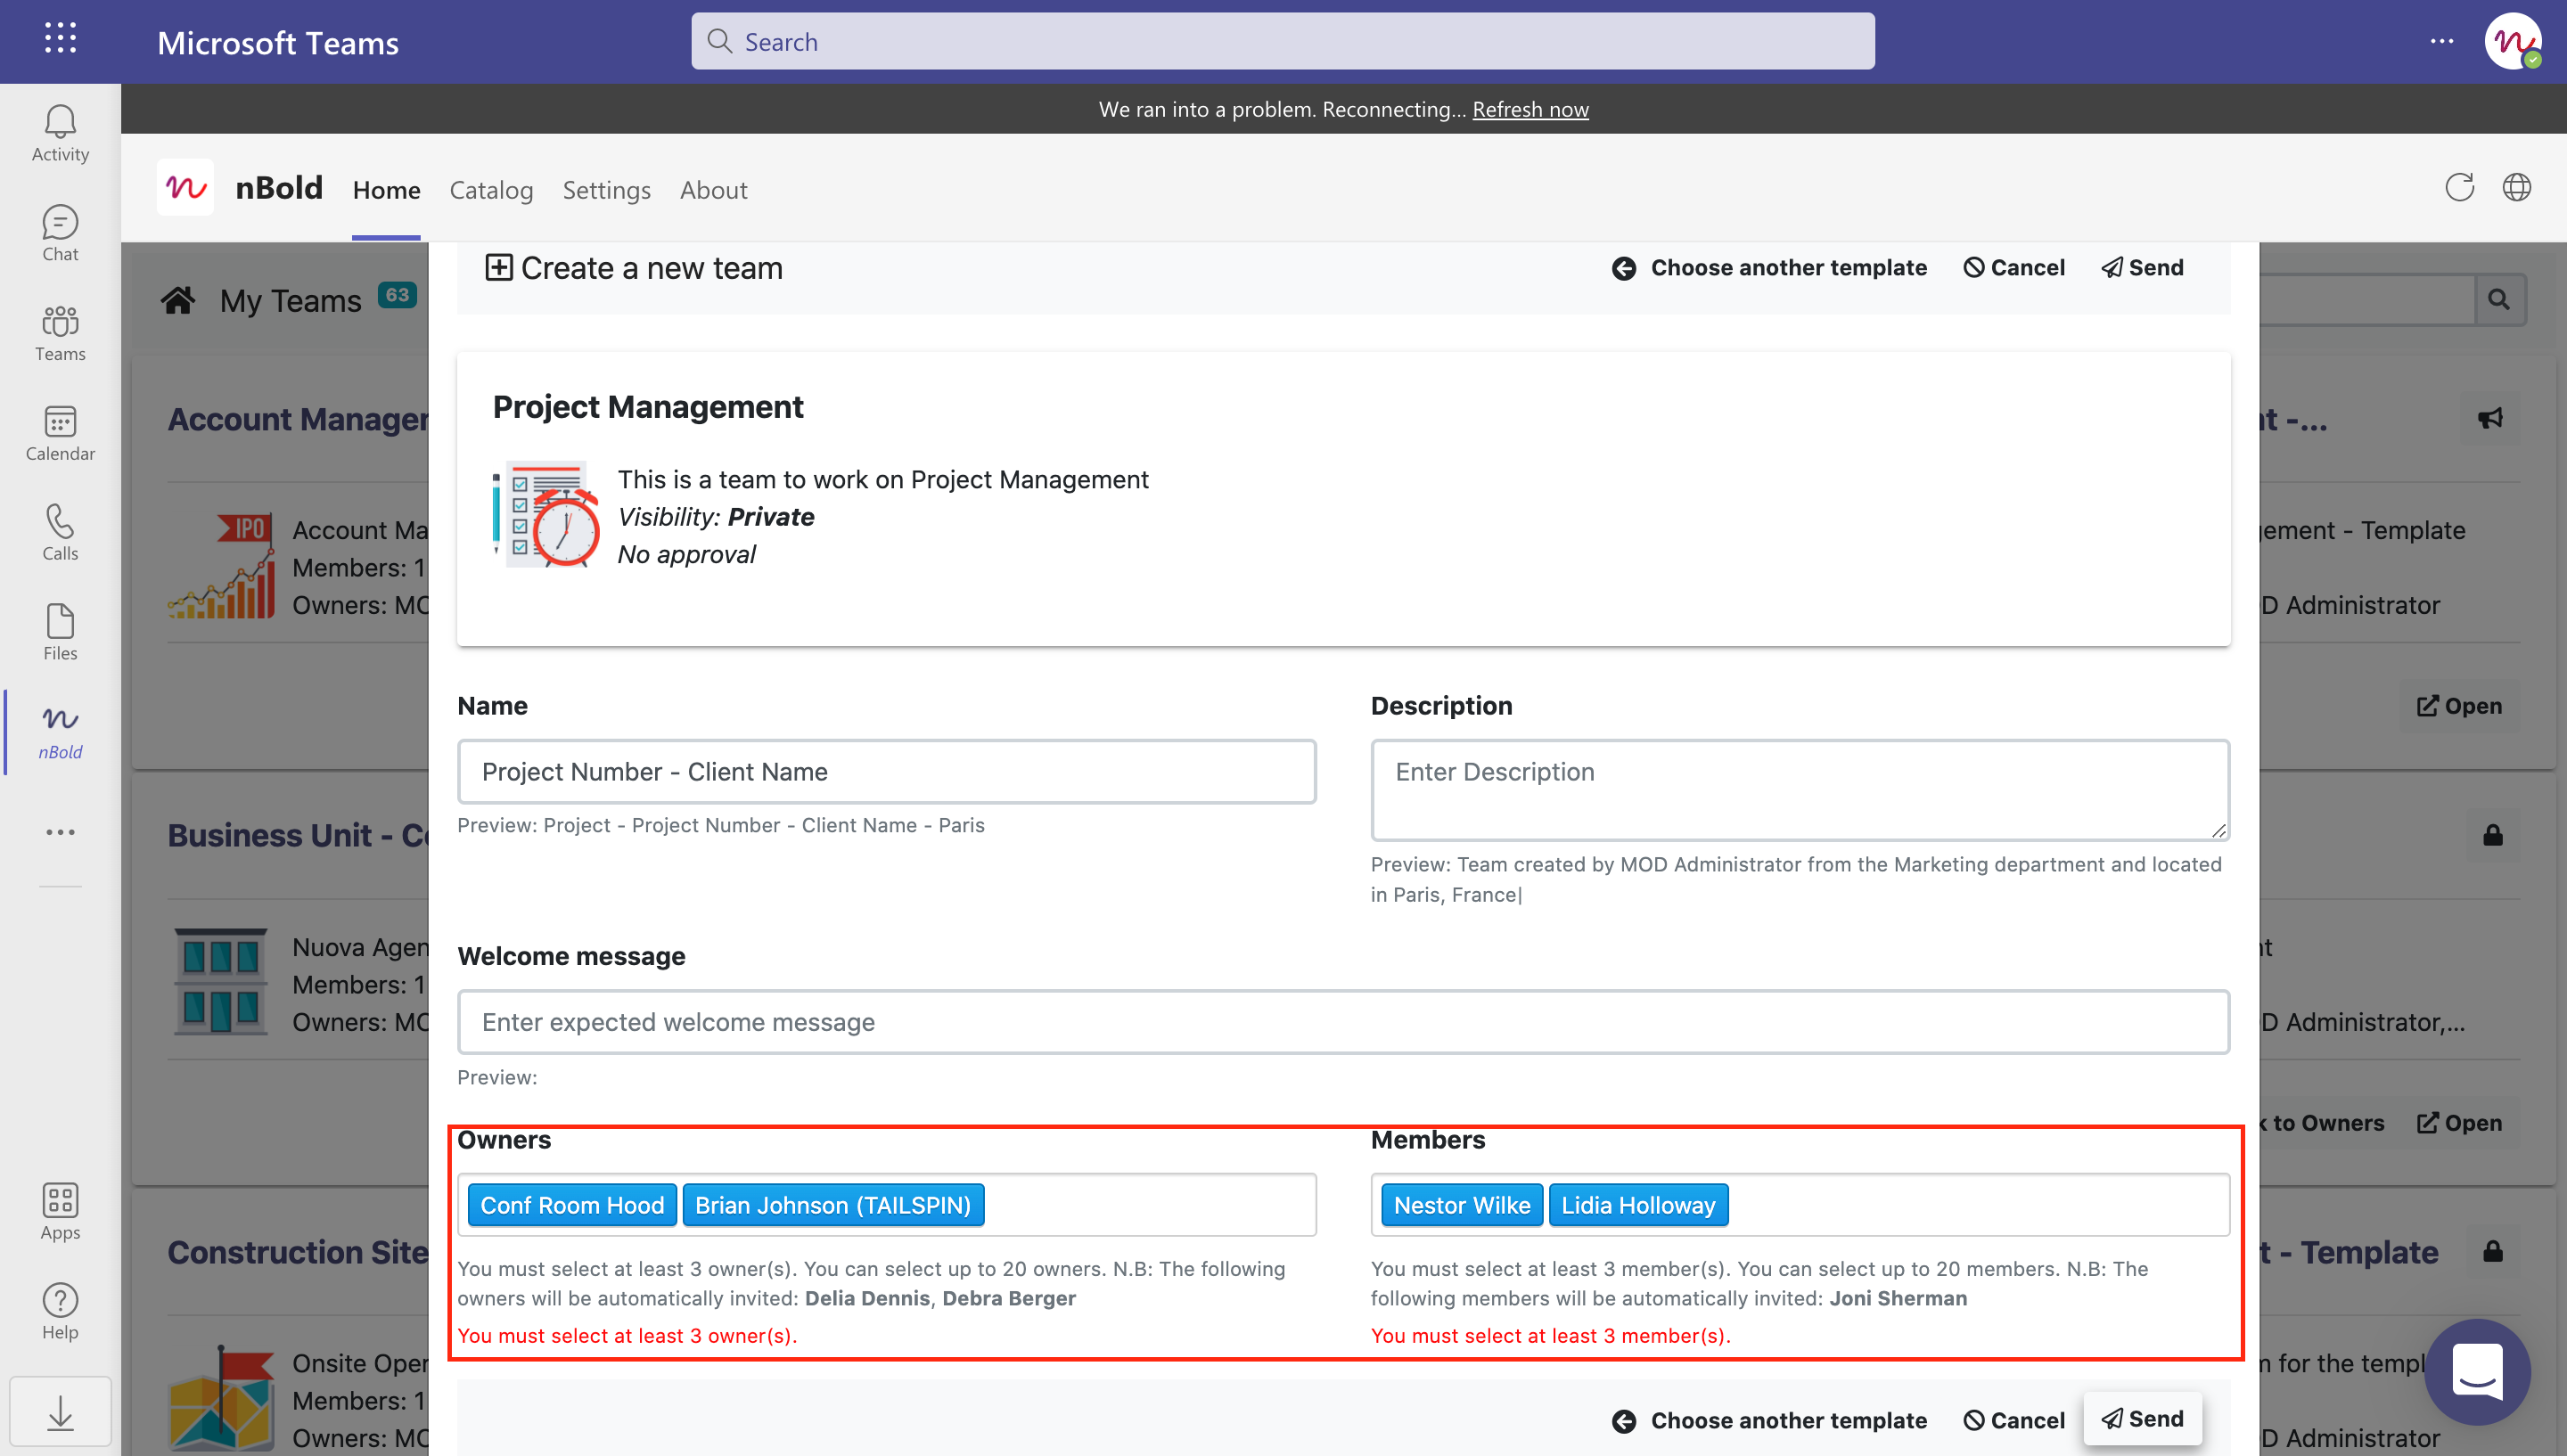 Microsoft Teams
Search
We ran into a problem. Reconnecting... Refresh now
Activity
Chat
Teams
Calendar
Calls
Files
nBold
Apps
Help
nBold Home Catalog Settings About
My Teams 63
Create a new team
Choose another template Cancel Send
Account Manager
IPO
Account Ma
Members: 1
Owners: MO
Project Management
This is a team to work on Project Management
Visibility: Private
No approval
t -...
ement - Template
D Administrator
Open
Name
Project Number - Client Name
Preview: Project - Project Number - Client Name - Paris
Description
Enter Description
Preview: Team created by MOD Administrator from the Marketing department and located
in Paris, France|
Business Unit - Co
Nuova Agen
Members: 1
Owners: MO
Welcome message
Enter expected welcome message
Preview:
D Administrator,...
k to Owners Open
Owners
Conf Room Hood Brian Johnson (TAILSPIN)
You must select at least 3 owner(s). You can select up to 20 owners. N.B: The following
owners will be automatically invited: Delia Dennis, Debra Berger
You must select at least 3 owner(s).
Members
Nestor Wilke Lidia Holloway
You must select at least 3 member(s). You can select up to 20 members. N.B: The
following members will be automatically invited: Joni Sherman
You must select at least 3 member(s).
Construction Site
Onsite Oper
Members: 1
Owners: MO
t - Template
for the templ
D Administrator
Choose another template Cancel Send